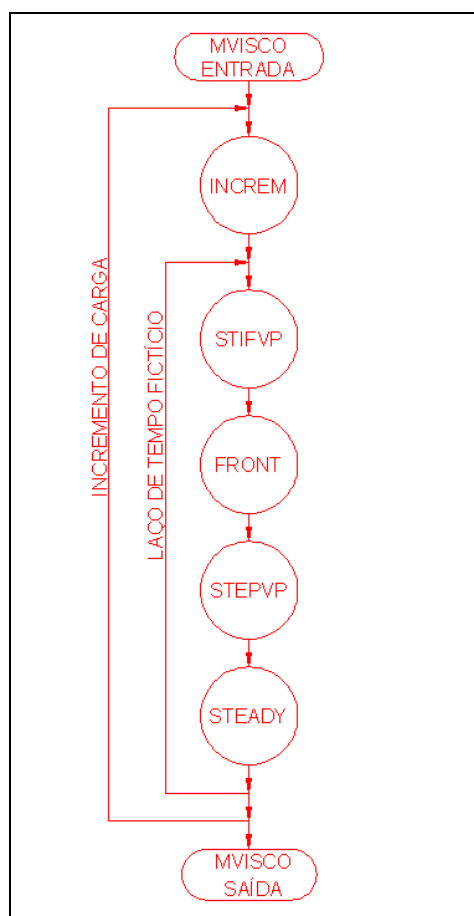 MVISCO
ENTRADA
INCREM
INCREMENTO DE CARGA
LAÇO DE TEMPO FICTÍCIO
STIFVP
FRONT
STEPVP
STEADY
MVISCO
SAÍDA